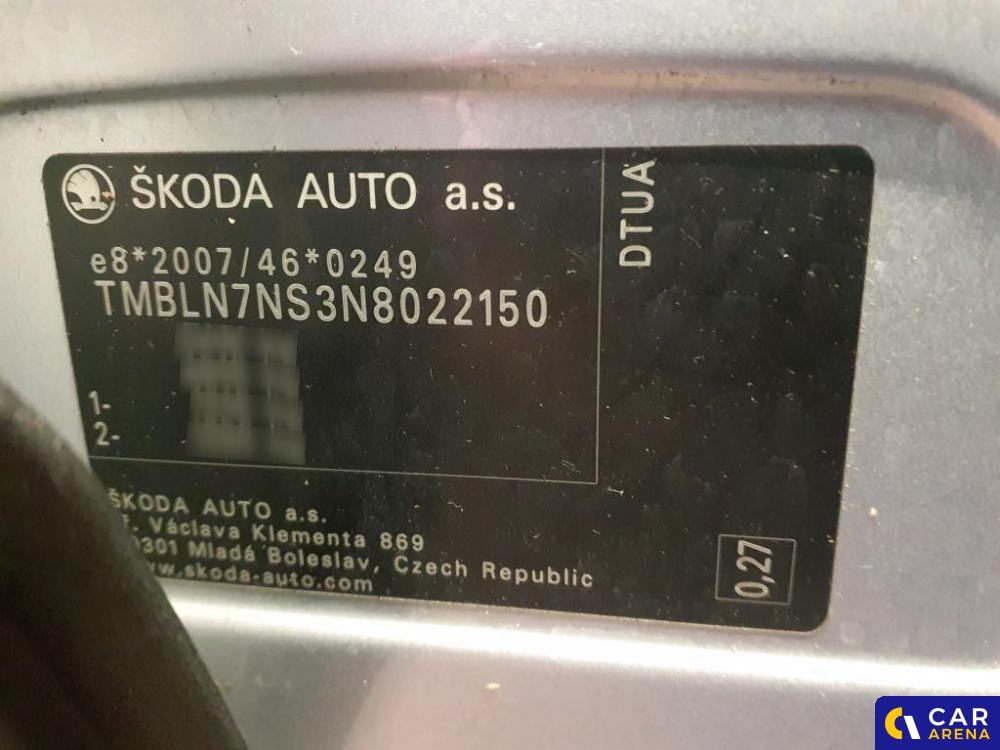 ŠKODA AUTO a.s.
DTUA
e8*2007/46*0249
TMBLN7NS3N8022150
1-
2-
ŠKODA AUTO a.s.
Václava Klementa 869
Mladá Boleslav, Czech Republic
www.skoda-auto.com
0,27
CAR
ARENA